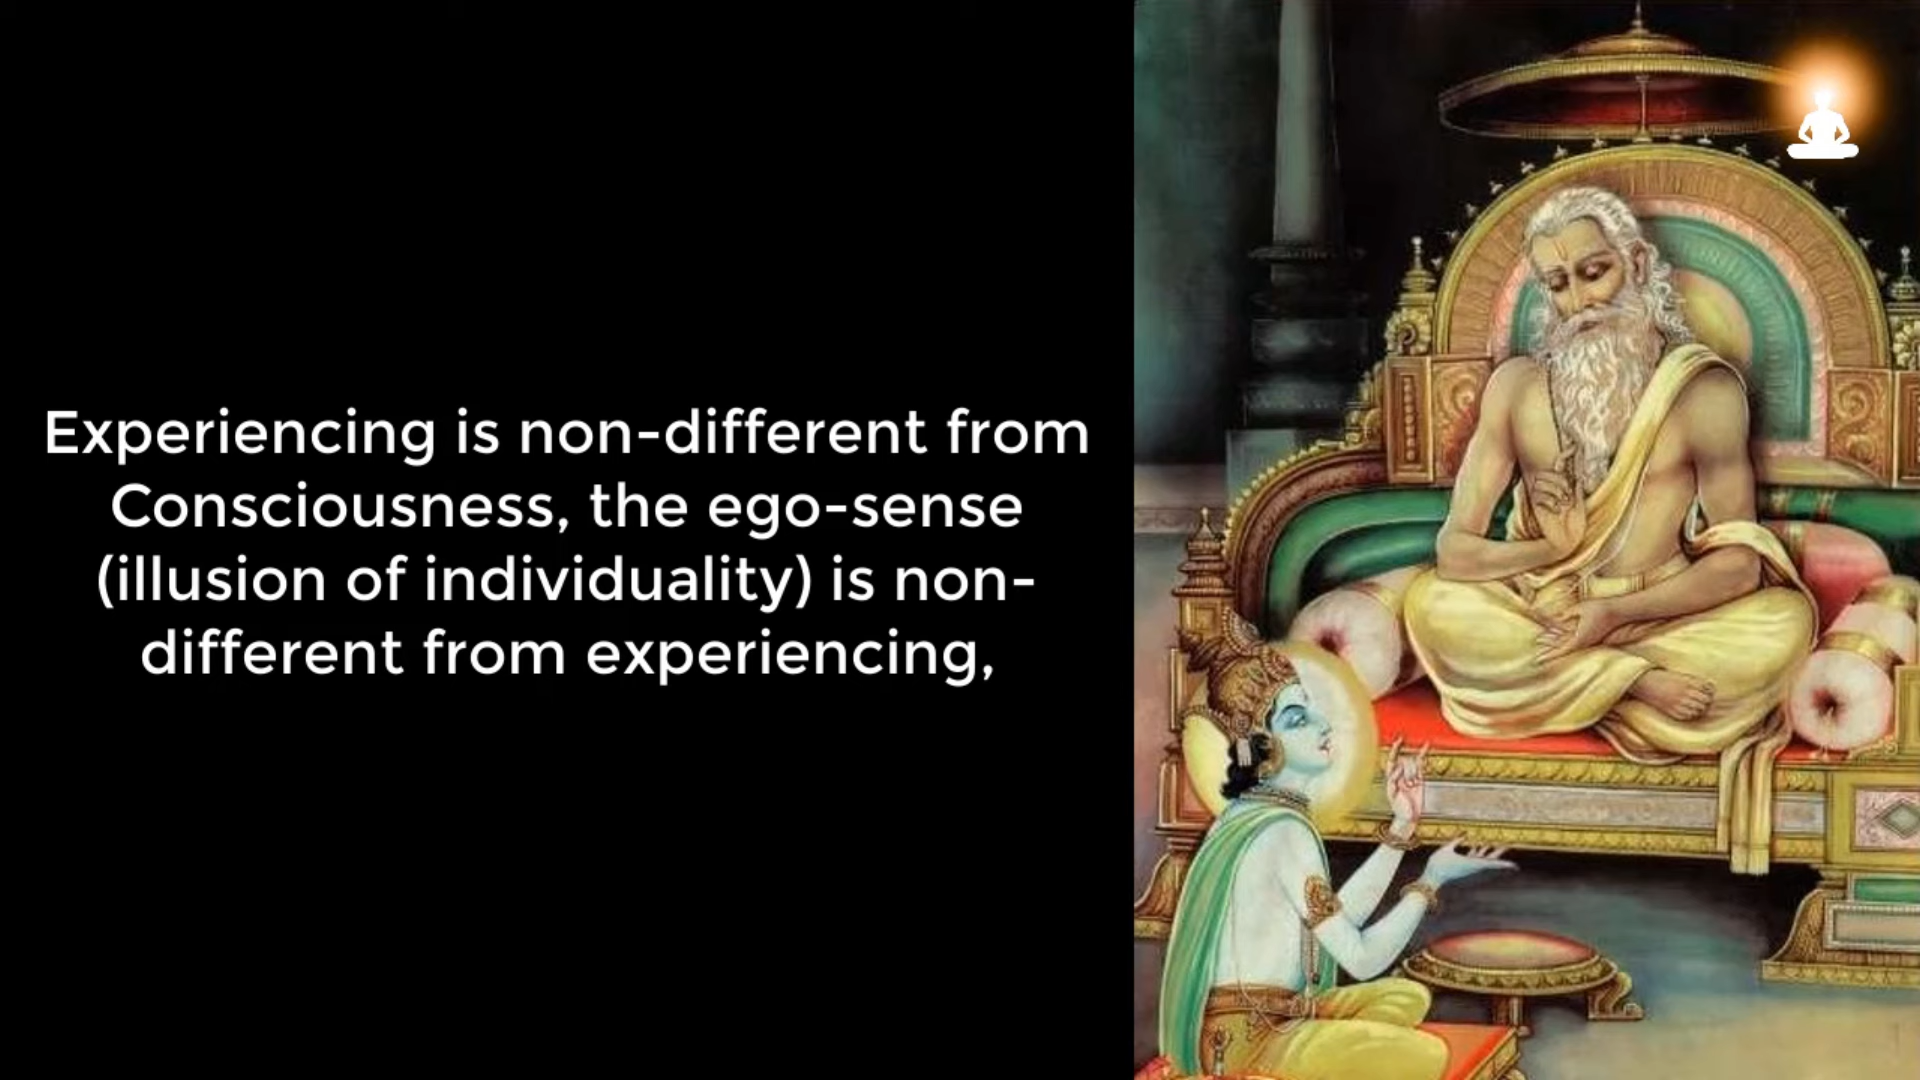 Experiencing is non-different from
Consciousness, the ego-sense
(illusion of individuality) is non-
different from experiencing,